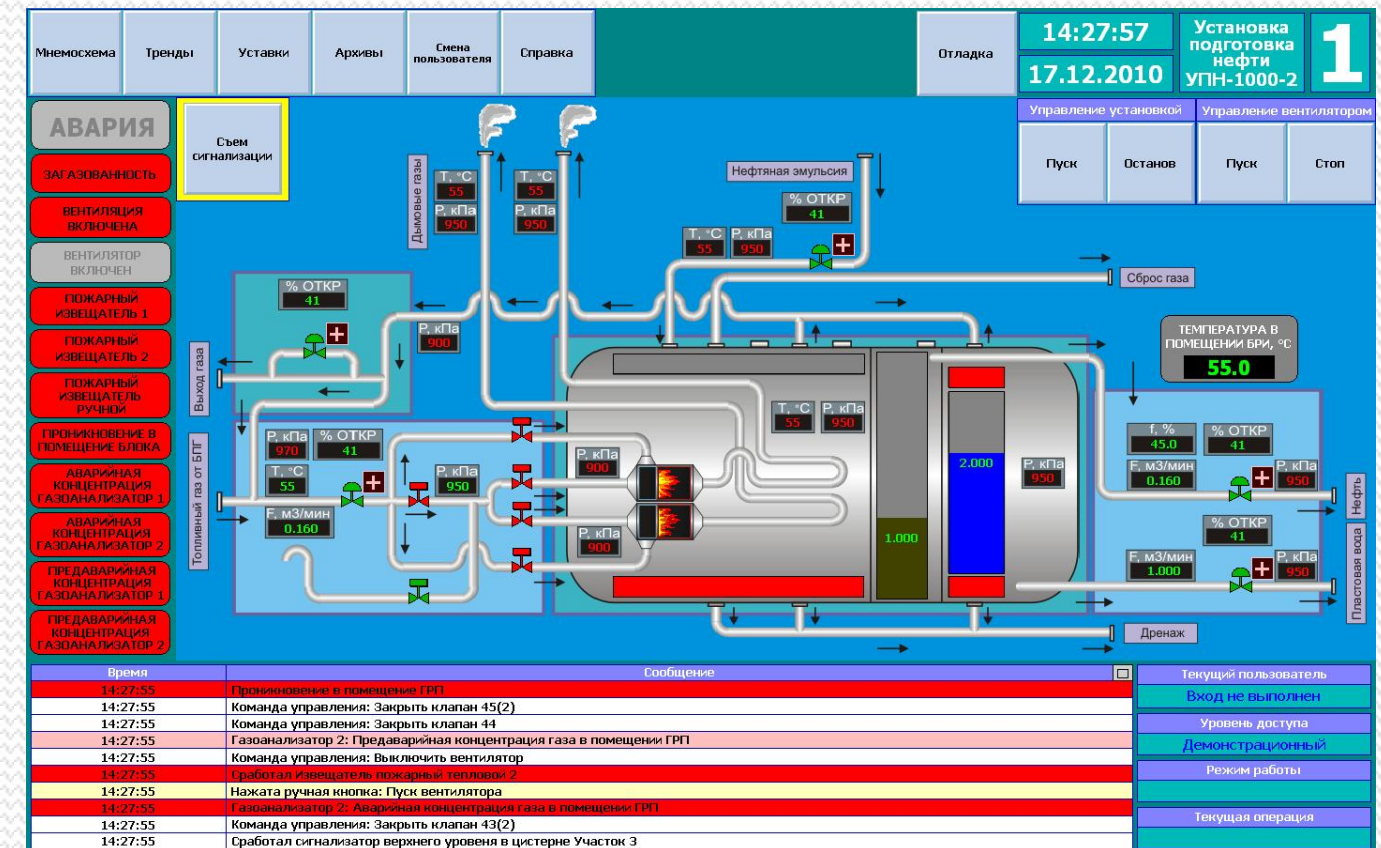 Мнемосхема
Тренды
Уставки
Архивы
Смена
пользователя
Справка
Отладка
14:27:57
17.12.2010
Установка
подготовка
нефти
УПН-1000-2
1
Управление установкой
Управление вентилятором
Пуск
Останов
Пуск
Стоп
АВАРИЯ
ЗАГАЗОВАННОСТЬ
ВЕНТИЛЯЦИЯ
ВКЛЮЧЕНА
ВЕНТИЛЯТОР
ВКЛЮЧЕН
ПОЖАРНЫЙ
ИЗВЕЩАТЕЛЬ 1
ПОЖАРНЫЙ
ИЗВЕЩАТЕЛЬ 2
ПОЖАРНЫЙ
ИЗВЕЩАТЕЛЬ
РУЧНОЙ
ПРОНИКНОВЕНИЕ В
ПОМЕЩЕНИЕ БЛОКА
АВАРИЙНАЯ
КОНЦЕНТРАЦИЯ
ГАЗОАНАЛИЗАТОР 1
АВАРИЙНАЯ
КОНЦЕНТРАЦИЯ
ГАЗОАНАЛИЗАТОР 2
ПРЕДАВАРИЙНАЯ
КОНЦЕНТРАЦИЯ
ГАЗОАНАЛИЗАТОР 1
ПРЕДАВАРИЙНАЯ
КОНЦЕНТРАЦИЯ
ГАЗОАНАЛИЗАТОР 2
Съем
сигнализации
Дымовые газы
T, °C
55
P, кПа
950
T, °C
55
P, кПа
950
Нефтяная эмульсия
% ОТКР
41
T, °C
55
P, кПа
950
Сброс газа
ТЕМПЕРАТУРА В
ПОМЕЩЕНИИ БРИ, °C
55.0
% ОТКР
41
P, кПа
900
Выход газа
Топливный газ от БПГ
P, кПа
970
% ОТКР
41
T, °C
55
F, м3/мин
0.160
P, кПа
950
P, кПа
900
P, кПа
900
T, °C
55
P, кПа
950
1.000
2.000
P, кПа
950
f, %
45.0
% ОТКР
41
F, м3/мин
0.160
P, кПа
950
Нефть
% ОТКР
41
F, м3/мин
1.000
P, кПа
950
Пластовая вода
Дренаж
Время
Сообщение
14:27:55 Проникновение в помещение ГРП
14:27:55 Команда управления: Закрыть клапан 45(2)
14:27:55 Команда управления: Закрыть клапан 44
14:27:55 Газоанализатор 2: Предаварийная концентрация газа в помещении ГРП
14:27:55 Команда управления: Выключить вентилятор
14:27:55 Сработал Извещатель пожарный тепловой 2
14:27:55 Нажата ручная кнопка: Пуск вентилятора
14:27:55 Газоанализатор 2: Аварийная концентрация газа в помещении ГРП
14:27:55 Команда управления: Закрыть клапан 43(2)
14:27:55 Сработал сигнализатор верхнего уровеня в цистерне Участок 3
Текущий пользователь
Вход не выполнен
Уровень доступа
Демонстрационный
Режим работы
Текущая операция